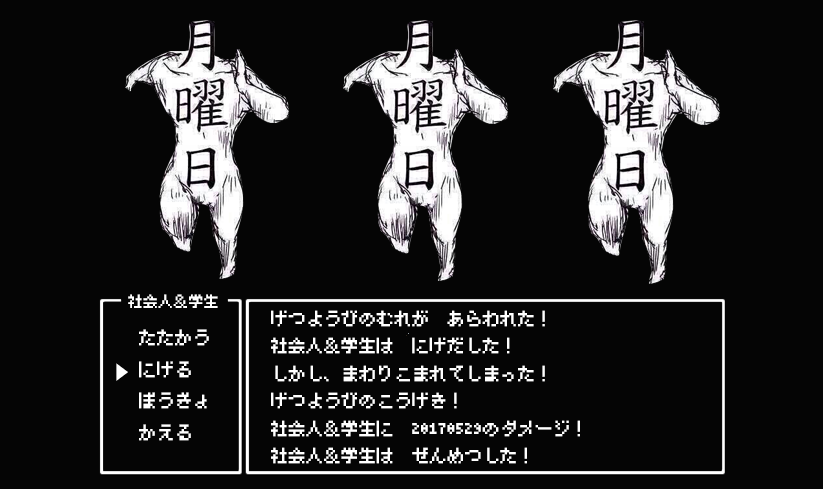 月曜日
月曜日
月曜日
社会人&学生
たたかう
にげる
ぼうぎょ
かえる
げつようびのむれが　あらわれた！
社会人&学生は　にげだした！
しかし、まわりこまれてしまった！
げつようびのこうげき！
社会人&学生に　20170529のダメージ！
社会人&学生は　ぜんめつした！